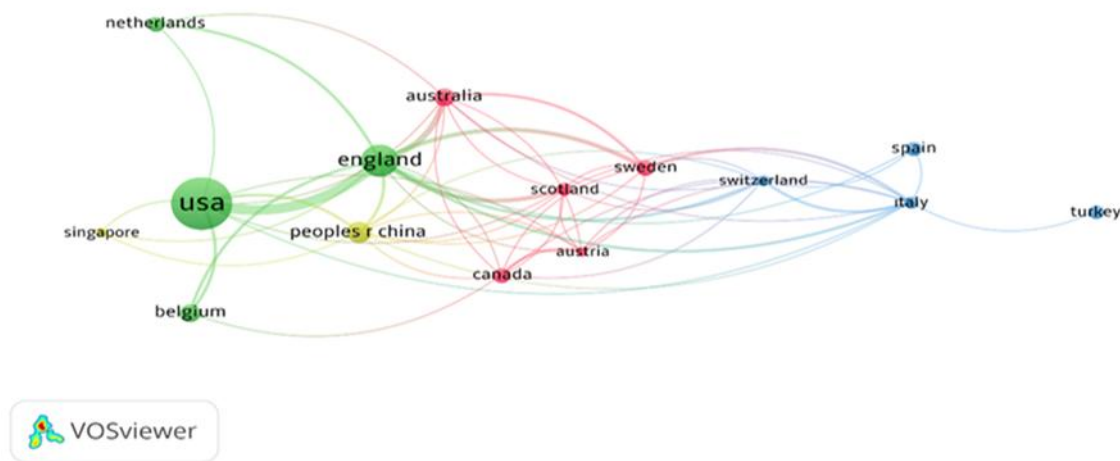 netherlands
australia
england
spain
sweden
switzerland
scotland
usa
italy
turkey
singapore
peoples r china
austria
canada
belgium
VOSviewer